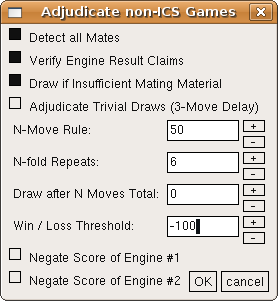 Adjudicate non-ICS Games
Detect all Mates
Verify Engine Result Claims
Draw if Insufficient Mating Material
Adjudicate Trivial Draws (3-Move Delay)
N-Move Rule: 50 + -
N-fold Repeats: 6 + -
Draw after N Moves Total: 0 + -
Win / Loss Threshold: -100 + -
Negate Score of Engine #1
Negate Score of Engine #2 OK cancel